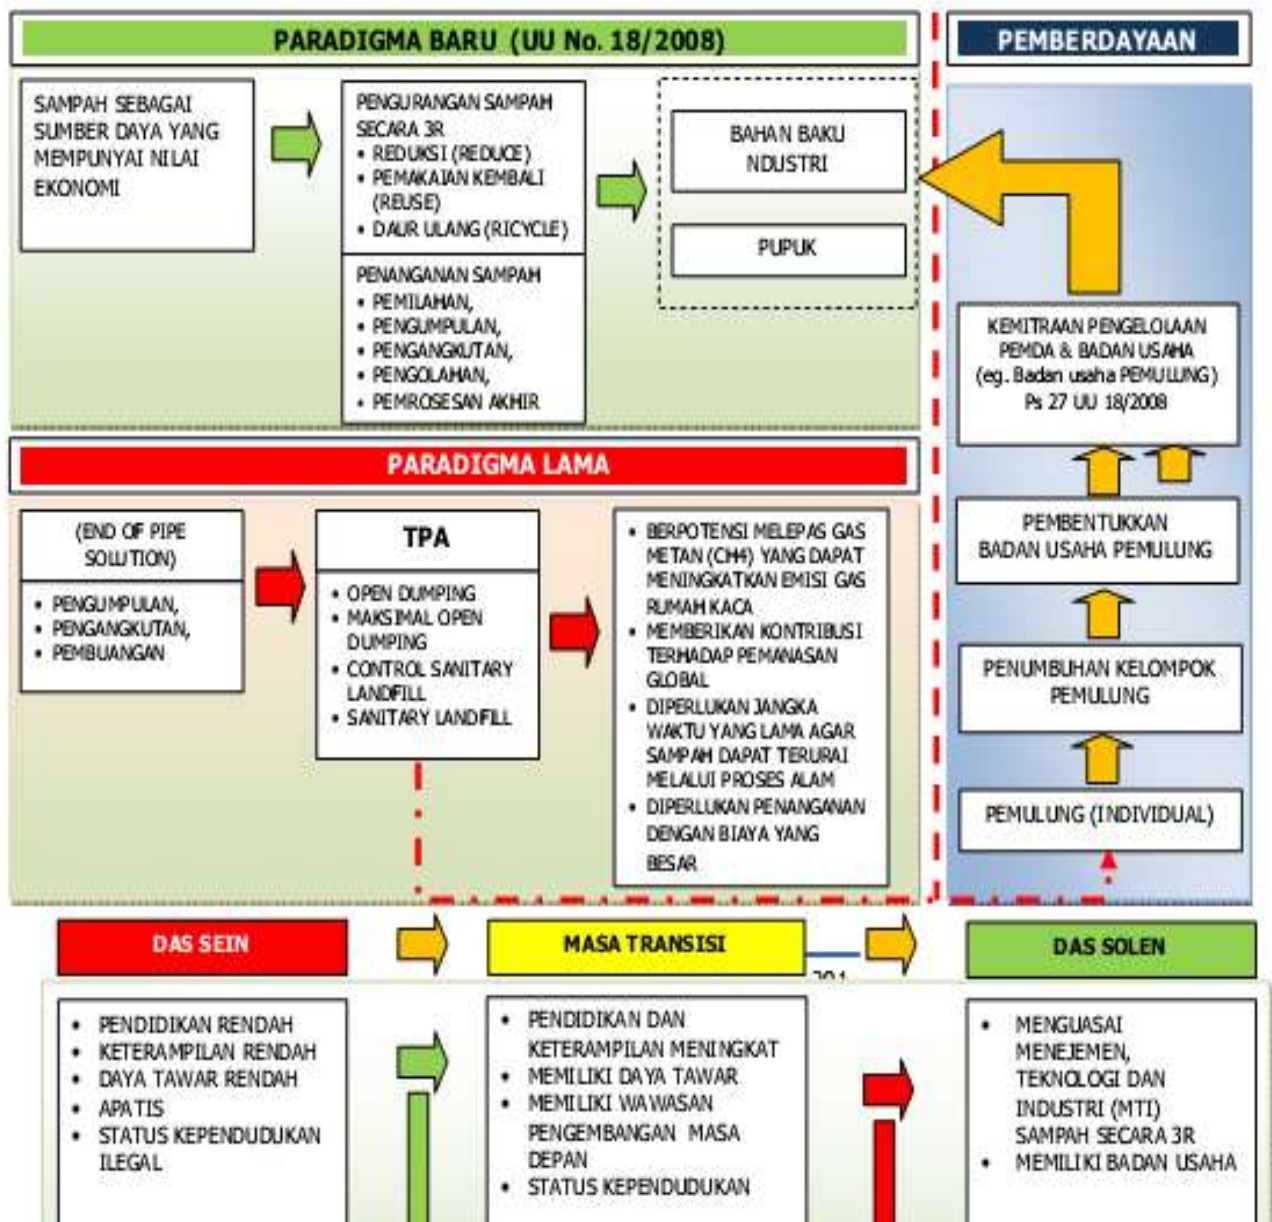 PARADIGMA BARU (UU No. 18/2008)
SAMPAH SEBAGAI
SUMBER DAYA YANG
MEMPUNYAI NILAI
EKONOMI
PENGURANGAN SAMPAH
SECARA 3R
• REDUKSI (REDUCE)
• PEMAKAIAN KEMBALI
(REUSE)
• DAUR ULANG (RICYCLE)
PENANGANAN SAMPAH
• PEMILAHAN,
• PENGUMPULAN,
• PENGANGKUTAN,
• PENGOLAHAN,
• PEMROSESAN AKHIR
BAHAN BAKU
NDUSTRI
PUPUK
PEMBERDAYAAN
KEMITRAAN PENGELOLAAN
PEMDA & BADAN USAHA
(eg. Badan usaha PEMULUNG)
Ps 27 UU 18/2008
PEMBENTUKKAN
BADAN USAHA PEMULUNG
PENUMBUHAN KELOMPOK
PEMULUNG
PEMULUNG (INDIVIDUAL)
PARADIGMA LAMA
(END OF PIPE
SOLUTION)
• PENGUMPULAN,
• PENGANGKUTAN,
• PEMBUANGAN
TPA
• OPEN DUMPING
• MAKSIMAL OPEN
DUMPING
• CONTROL SANITARY
LANDFILL
• SANITARY LANDFILL
• BERPOTENSI MELEPAS GAS
METAN (CH4) YANG DAPAT
MENINGKATKAN EMISI GAS
RUMAH KACA
• MEMBERIKAN KONTRIBUSI
TERHADAP PEMANASAN
GLOBAL
• DIPERLUKAN JANGKA
WAKTU YANG LAMA AGAR
SAMPAH DAPAT TERURAI
MELALUI PROSES ALAM
• DIPERLUKAN PENANGANAN
DENGAN BIAYA YANG
BESAR
DAS SEIN
MASA TRANSISI
DAS SOLEN
• PENDIDIKAN RENDAH
• KETERAMPILAN RENDAH
• DAYA TAWAR RENDAH
• APATIS
• STATUS KEPENDUDUKAN
ILEGAL
• PENDIDIKAN DAN
KETERAMPILAN MENINGKAT
• MEMILIKI DAYA TAWAR
• MEMILIKI WAWASAN
PENGEMBANGAN MASA
DEPAN
• STATUS KEPENDUDUKAN
• MENGUASAI
MENEJEMEN,
TEKNOLOGI DAN
INDUSTRI (MTI)
SAMPAH SECARA 3R
• MEMILIKI BADAN USAHA